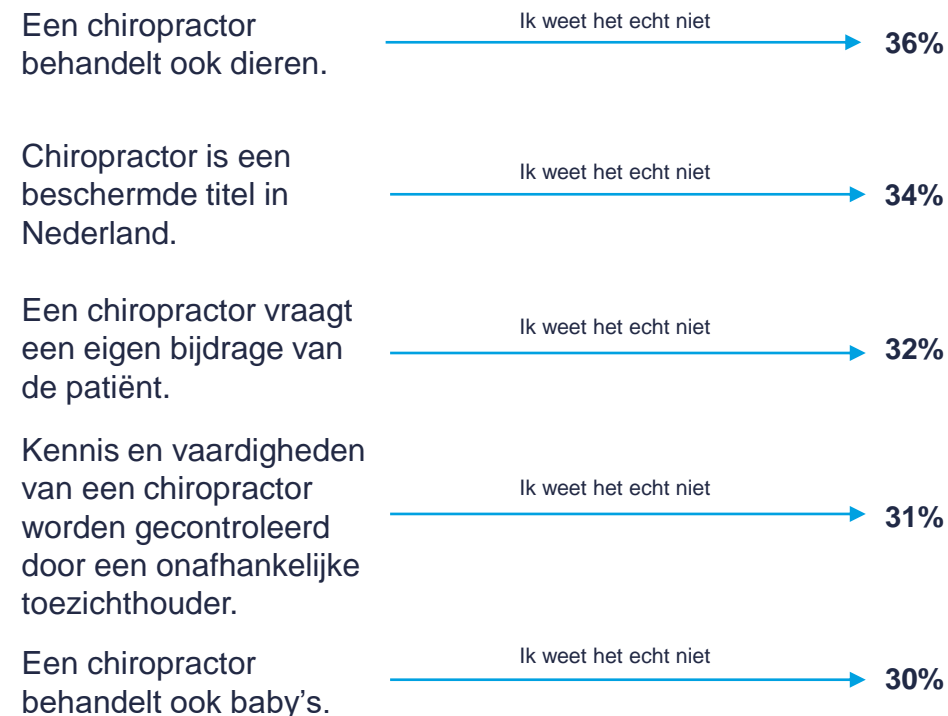 Een chiropractor
behandelt ook dieren.
Ik weet het echt niet
36%
Chiropractor is een
beschermde titel in
Nederland.
Ik weet het echt niet
34%
Een chiropractor vraagt
een eigen bijdrage van
de patiënt.
Ik weet het echt niet
32%
Kennis en vaardigheden
van een chiropractor
worden gecontroleerd
door een onafhankelijke
toezichthouder.
Ik weet het echt niet
31%
Een chiropractor
behandelt ook baby’s.
Ik weet het echt niet
30%